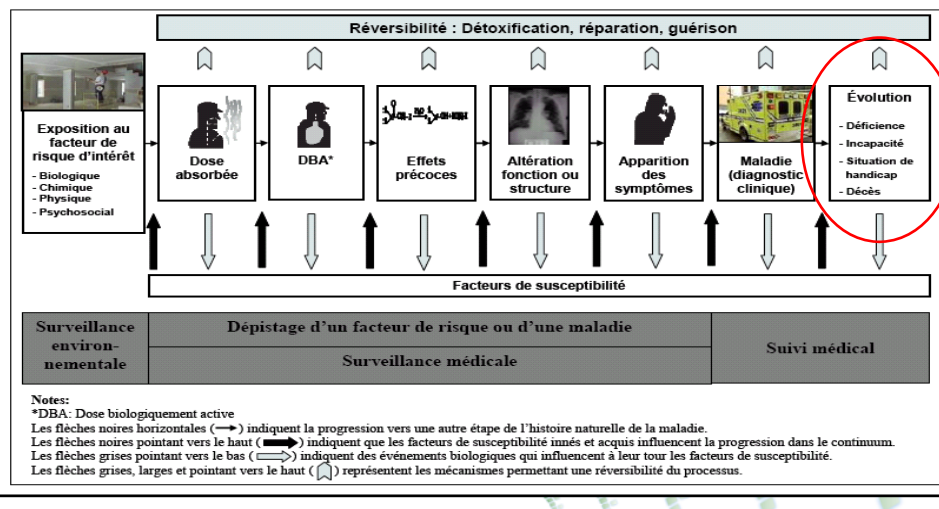 Réversibilité : Détoxification, réparation, guérison
Exposition au
facteur de
risque d'intérêt
- Biologique
- Chimique
- Physique
- Psychosocial
Dose
absorbée
DBA*
Effets
précoces
Altération
fonction ou
structure
Apparition
des
symptômes
Maladie
(diagnostic
clinique)
Évolution
- Déficience
- Incapacité
- Situation de
handicap
- Décès
Facteurs de susceptibilité
Surveillance
environ-
nementale
Dépistage d'un facteur de risque ou d'une maladie
Surveillance médicale
Suivi médical
Notes:
*DBA: Dose biologiquement active
Les flèches noires horizontales (→) indiquent la progression vers une autre étape de l'histoire naturelle de la maladie.
Les flèches noires pointant vers le haut (➡) indiquent que les facteurs de susceptibilité innés et acquis influencent la progression dans le continuum.
Les flèches grises pointant vers le bas (⇨) indiquent des événements biologiques qui influencent à leur tour les facteurs de susceptibilité.
Les flèches grises, larges et pointant vers le haut (⇧) représentent les mécanismes permettant une réversibilité du processus.